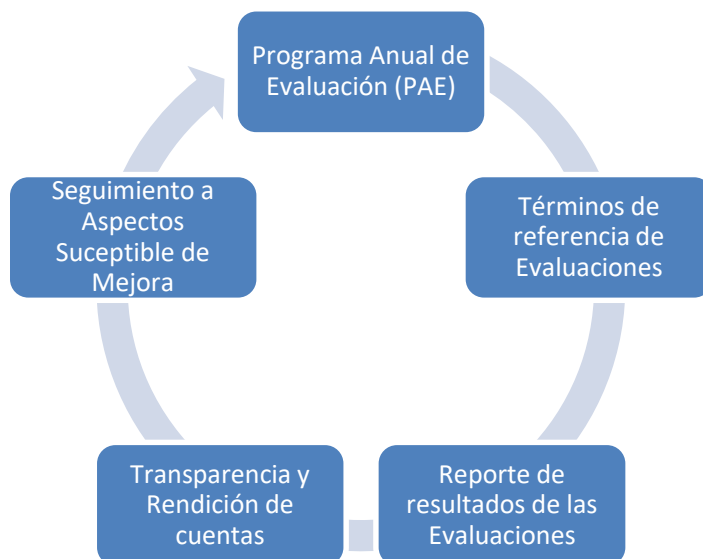 Programa Anual de
Evaluación (PAE)
Términos de
referencia de
Evaluaciones
Reporte de
resultados de las
Evaluaciones
Transparencia y
Rendición de
cuentas
Seguimiento a
Aspectos
Suceptible de
Mejora